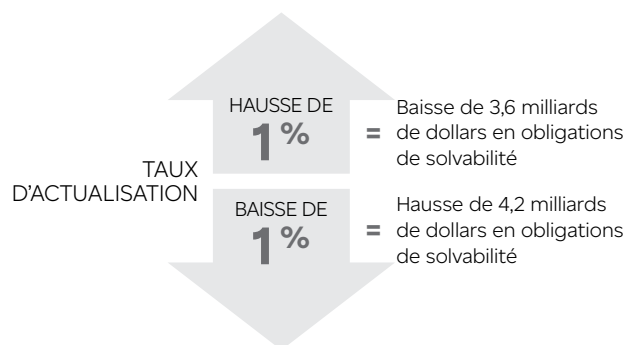 TAUX
D'ACTUALISATION
HAUSSE DE
1 %
=
Baisse de 3,6 milliards
de dollars en obligations
de solvabilité
BAISSE DE
1 %
=
Hausse de 4,2 milliards
de dollars en obligations
de solvabilité